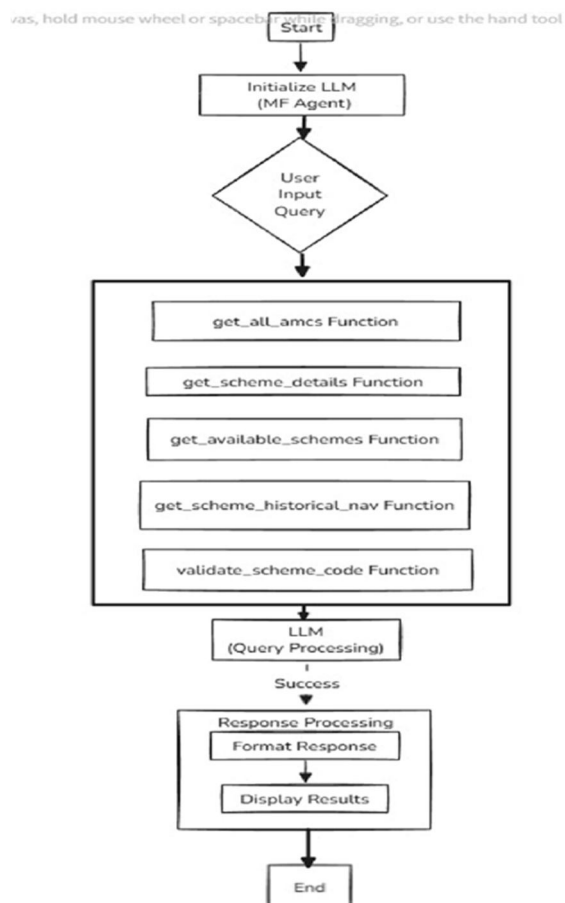 vas, hold mouse wheel or spacebar while dragging, or use the hand tool
Start
Initialize LLM
(MF Agent)
User
Input
Query
get_all_amcs Function
get_scheme_details Function
get_available_schemes Function
get_scheme_historical_nav Function
validate_scheme_code Function
LLM
(Query Processing)
Success
Response Processing
Format Response
Display Results
End